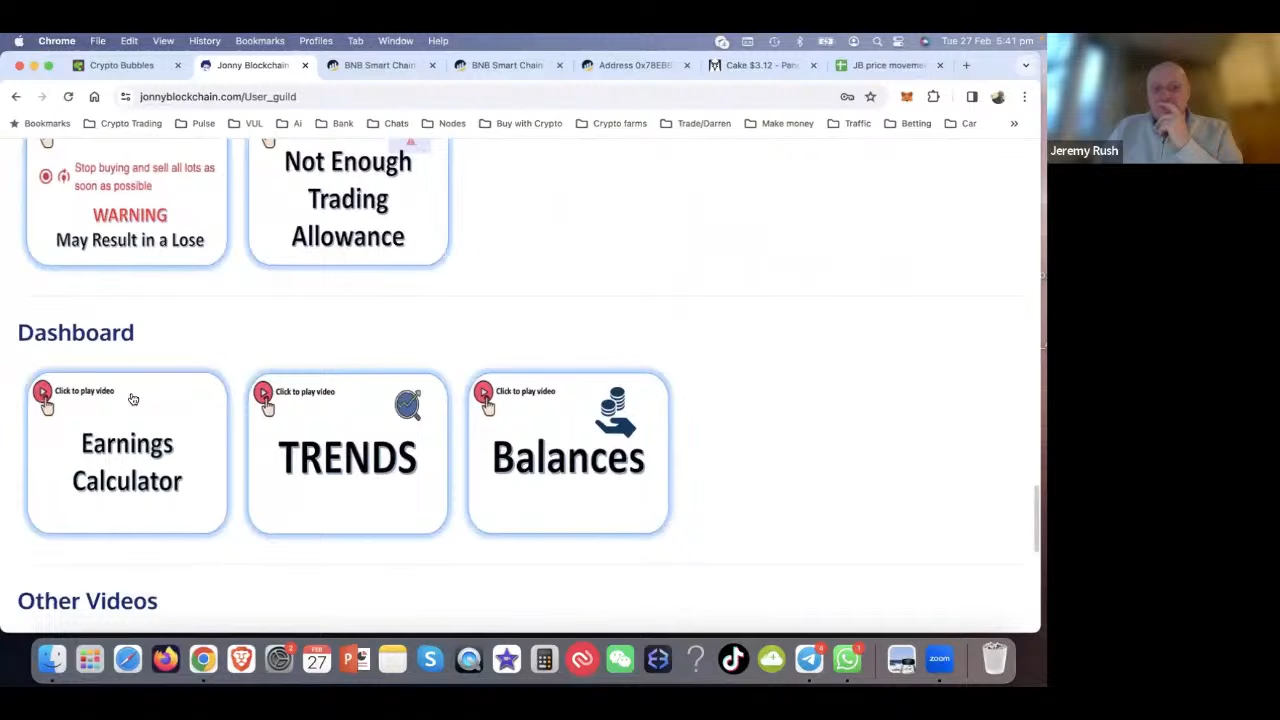 Chrome File Edit View History Bookmarks Profiles Tab Window Help Tue 27 Feb 5:41 pm
Crypto Bubbles Jonny Blockchain BNB Smart Chain BNB Smart Chain Address 0x78EB Cake $3.12 - Pan JB price moveme
jonnyblockchain.com/User_guild
Bookmarks Crypto Trading Pulse VUL Ai Bank Chats Nodes Buy with Crypto Crypto farms Trade/Darren Make money Traffic Betting Car
Jeremy Rush
Stop buying and sell all lots as
soon as possible
WARNING
May Result in a Lose
Not Enough
Trading
Allowance
Dashboard
Click to play video
Earnings
Calculator
Click to play video
TRENDS
Click to play video
Balances
Other Videos
FEB
27
zoom